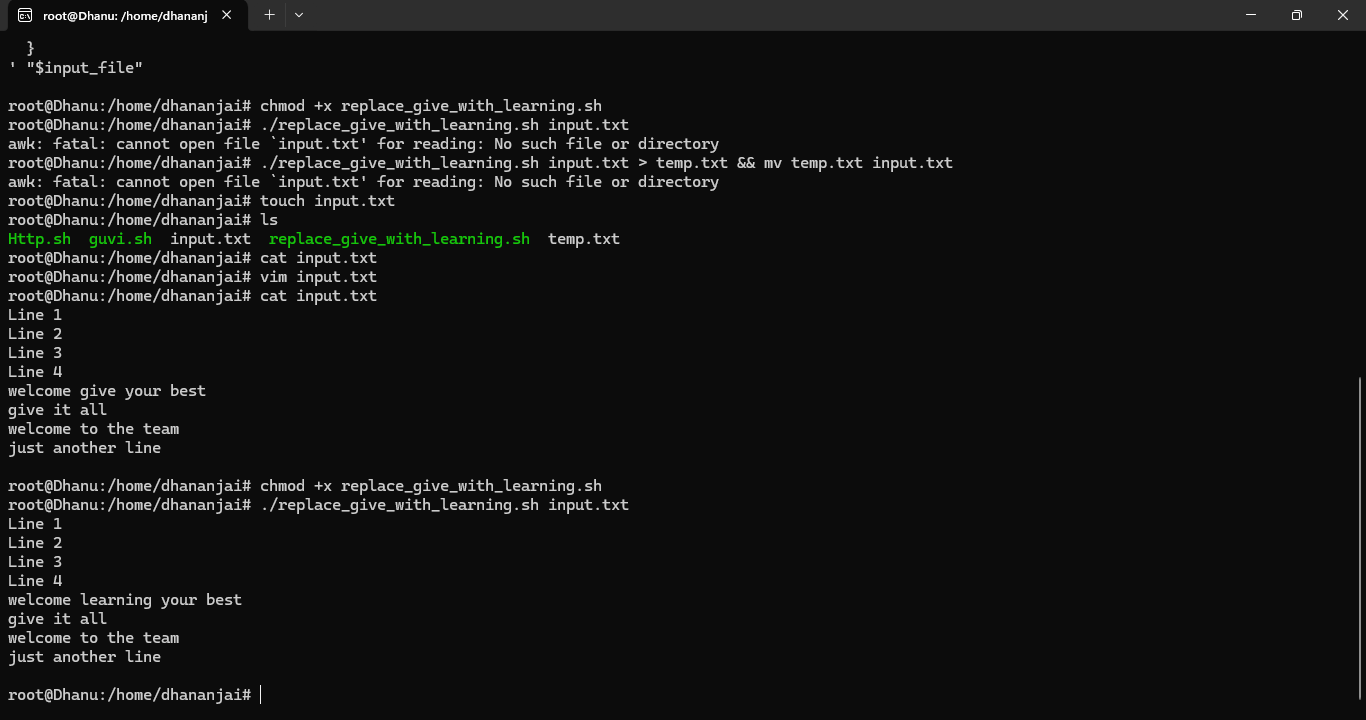 root@Dhanu: /home/dhananj
}
' "$input_file"
root@Dhanu:/home/dhananjai# chmod +x replace_give_with_learning.sh
root@Dhanu:/home/dhananjai# ./replace_give_with_learning.sh input.txt
awk: fatal: cannot open file `input.txt' for reading: No such file or directory
root@Dhanu:/home/dhananjai# ./replace_give_with_learning.sh input.txt > temp.txt && mv temp.txt input.txt
awk: fatal: cannot open file `input.txt' for reading: No such file or directory
root@Dhanu:/home/dhananjai# touch input.txt
root@Dhanu:/home/dhananjai# ls
Http.sh  guvi.sh  input.txt  replace_give_with_learning.sh  temp.txt
root@Dhanu:/home/dhananjai# cat input.txt
root@Dhanu:/home/dhananjai# vim input.txt
root@Dhanu:/home/dhananjai# cat input.txt
Line 1
Line 2
Line 3
Line 4
welcome give your best
give it all
welcome to the team
just another line
root@Dhanu:/home/dhananjai# chmod +x replace_give_with_learning.sh
root@Dhanu:/home/dhananjai# ./replace_give_with_learning.sh input.txt
Line 1
Line 2
Line 3
Line 4
welcome learning your best
give it all
welcome to the team
just another line
root@Dhanu:/home/dhananjai#